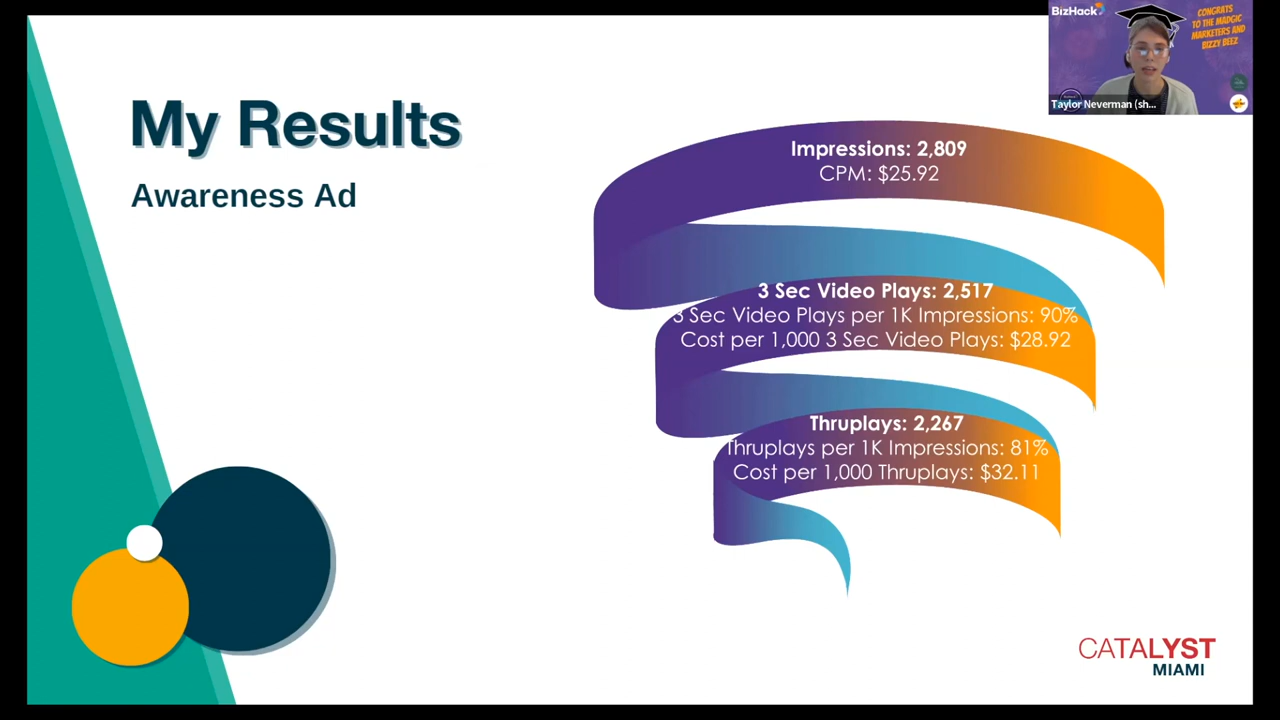 My Results
Awareness Ad
Impressions: 2,809
CPM: $25.92
3 Sec Video Plays: 2,517
3 Sec Video Plays per 1K Impressions: 90%
Cost per 1,000 3 Sec Video Plays: $28.92
Thruplays: 2,267
Thruplays per 1K Impressions: 81%
Cost per 1,000 Thruplays: $32.11
CATALYST
MIAMI
BizHack
CONGRATS
TO THE MADGIC
MARKETERS AND
BIZZY BEEZ
Taylor Neverman (sh...